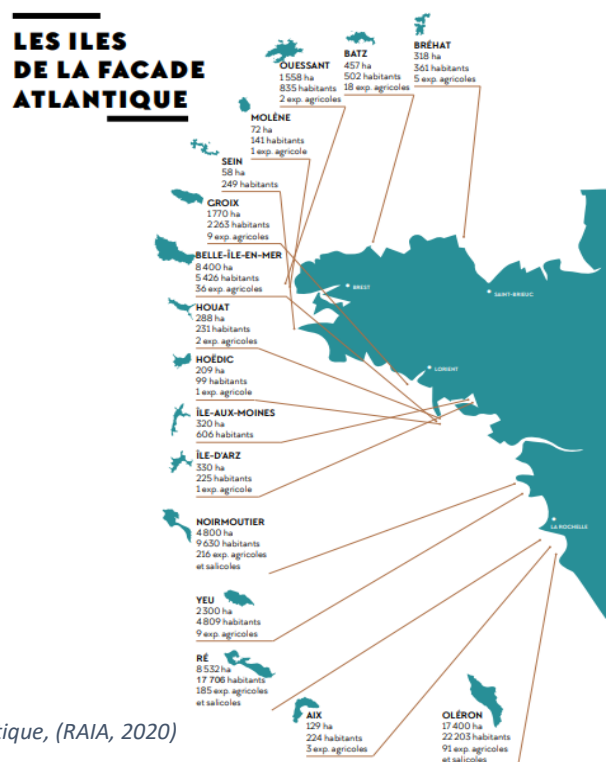 LES ILES
DE LA FACADE
ATLANTIQUE
OUESSANT
1 558 ha
835 habitants
2 exp. agricoles
BATZ
457 ha
502 habitants
18 exp. agricoles
BRÉHAT
318 ha
361 habitants
5 exp. agricoles
MOLÈNE
72 ha
141 habitants
1 exp. agricole
SEIN
58 ha
249 habitants
GROIX
1 770 ha
2 263 habitants
9 exp. agricoles
BELLE-ÎLE-EN-MER
8 400 ha
5 426 habitants
36 exp. agricoles
HOUAT
288 ha
231 habitants
2 exp. agricoles
HOËDIC
209 ha
99 habitants
1 exp. agricole
ÎLE-AUX-MOINES
320 ha
606 habitants
ÎLE-D'ARZ
330 ha
225 habitants
1 exp. agricole
NOIRMOUTIER
4 800 ha
9 630 habitants
216 exp. agricoles
et salicoles
YEU
2 300 ha
4 809 habitants
9 exp. agricoles
RÉ
8 532 ha
17 706 habitants
185 exp. agricoles
et salicoles
AIX
129 ha
224 habitants
3 exp. agricoles
OLÉRON
17 400 ha
22 203 habitants
91 exp. agricoles
et salicoles
BREST
SAINT-BRIEUC
LORIENT
LA ROCHELLE
tique, (RAIA, 2020)